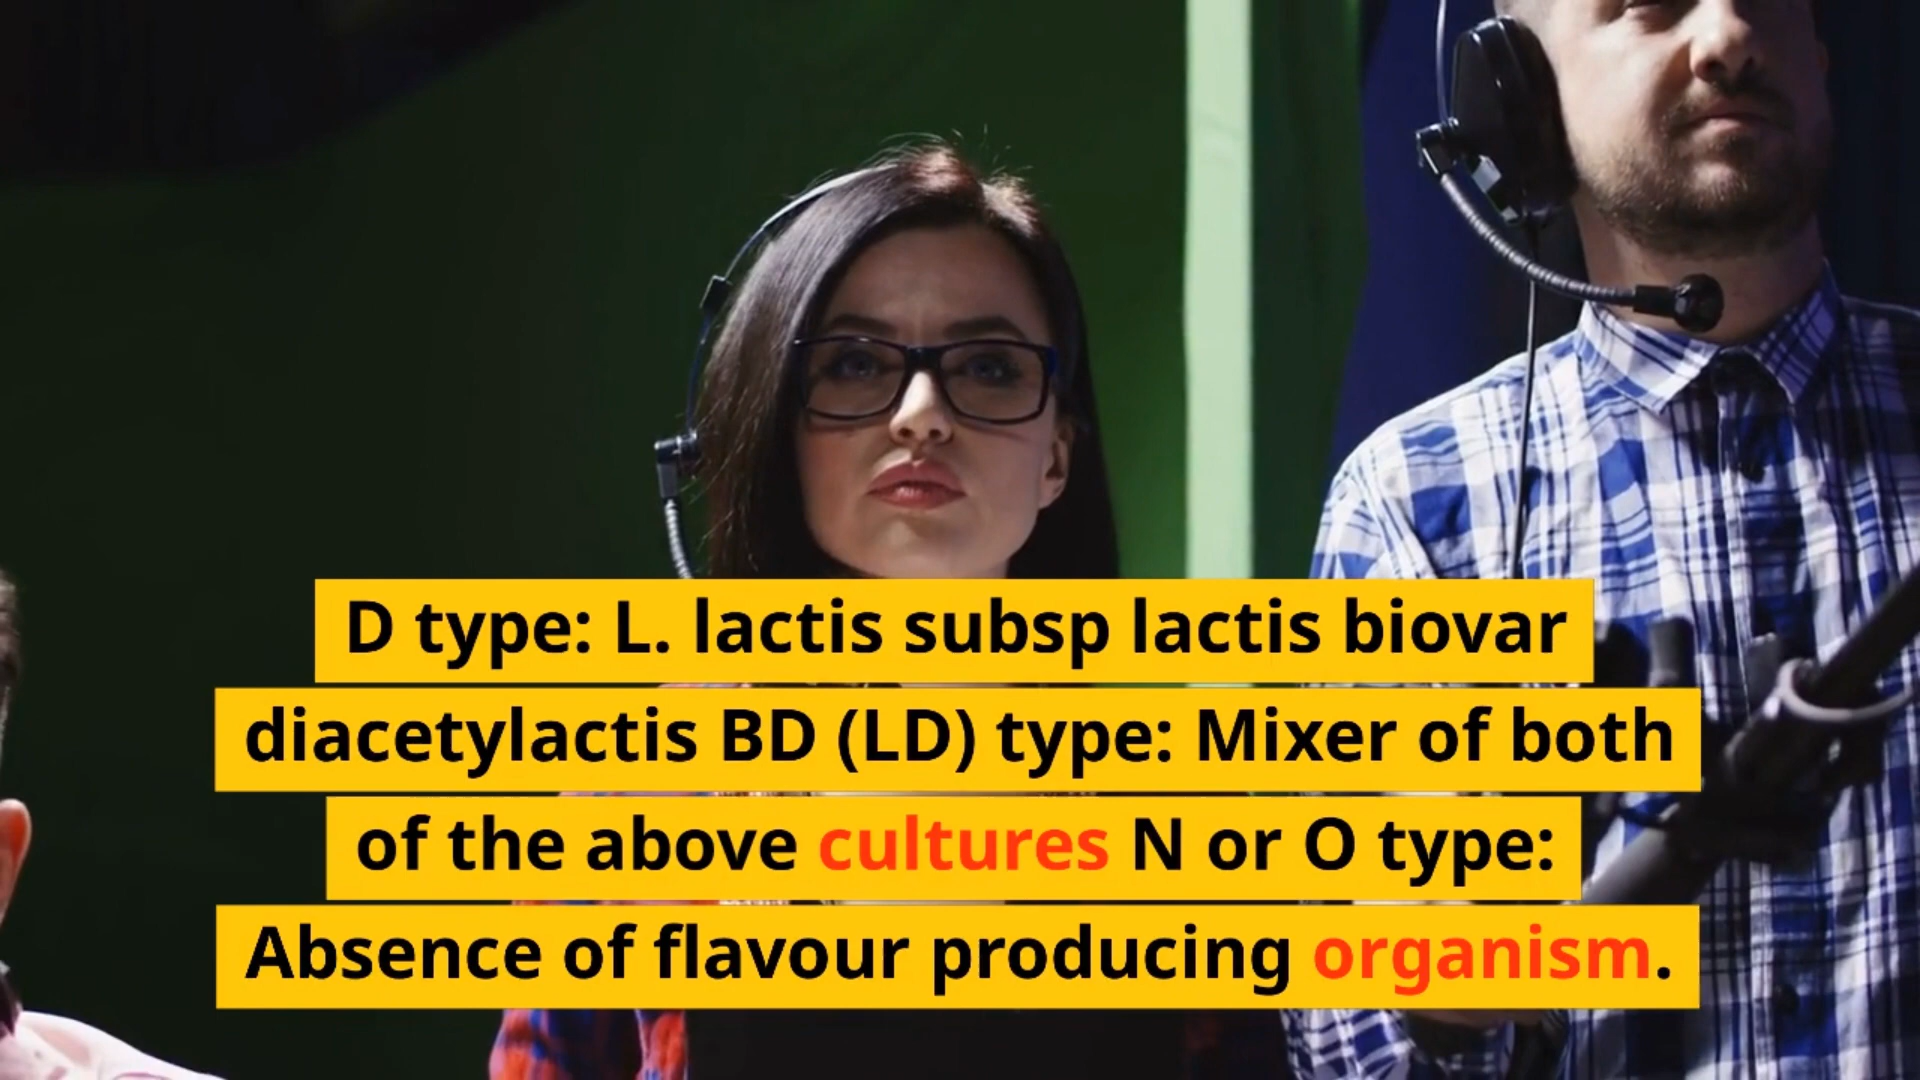 D type: L. lactis subsp lactis biovar
diacetylactis BD (LD) type: Mixer of both
of the above cultures N or O type:
Absence of flavour producing organism.